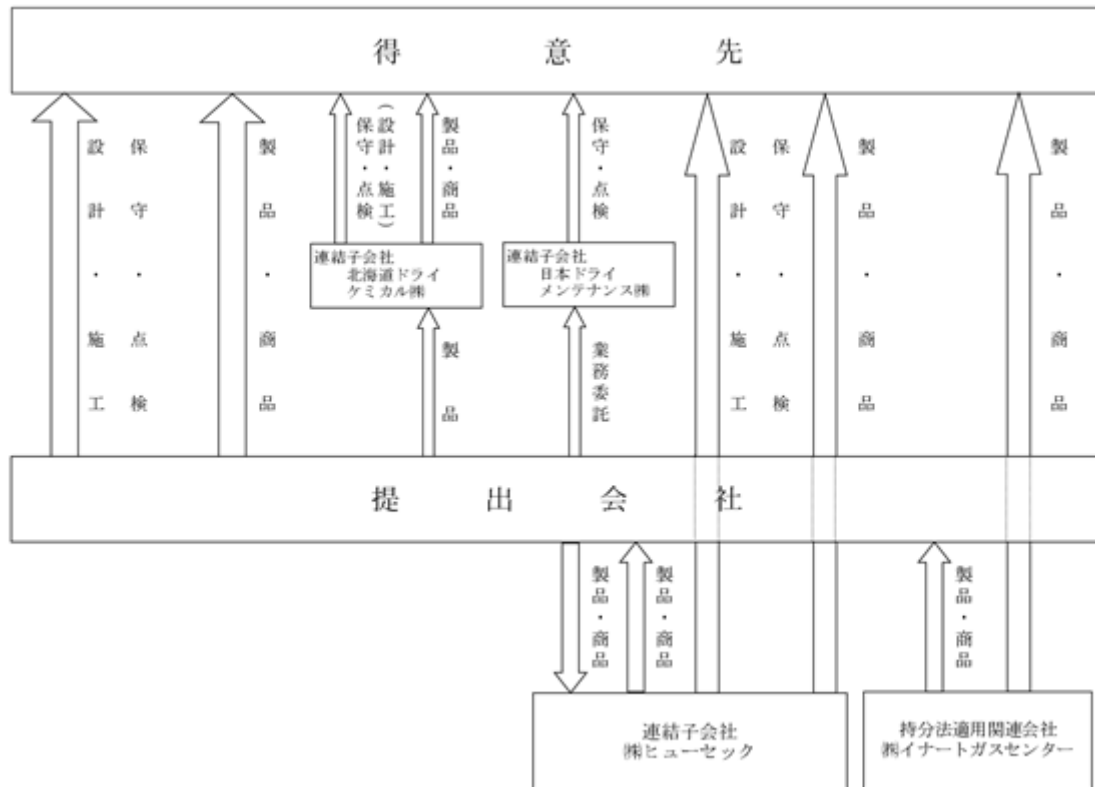 得意先
設計・施工
保守・点検
製品・商品
保守・点検
(設計・施工)
製品・商品
保守・点検
設計・施工
保守・点検
製品・商品
製品・商品
連結子会社
北海道ドライ
ケミカル㈱
連結子会社
日本ドライ
メンテナンス㈱
製品
業務委託
提出会社
製品・商品
製品・商品
製品・商品
連結子会社
㈱ヒューセック
持分法適用関連会社
㈱イナートガスセンター